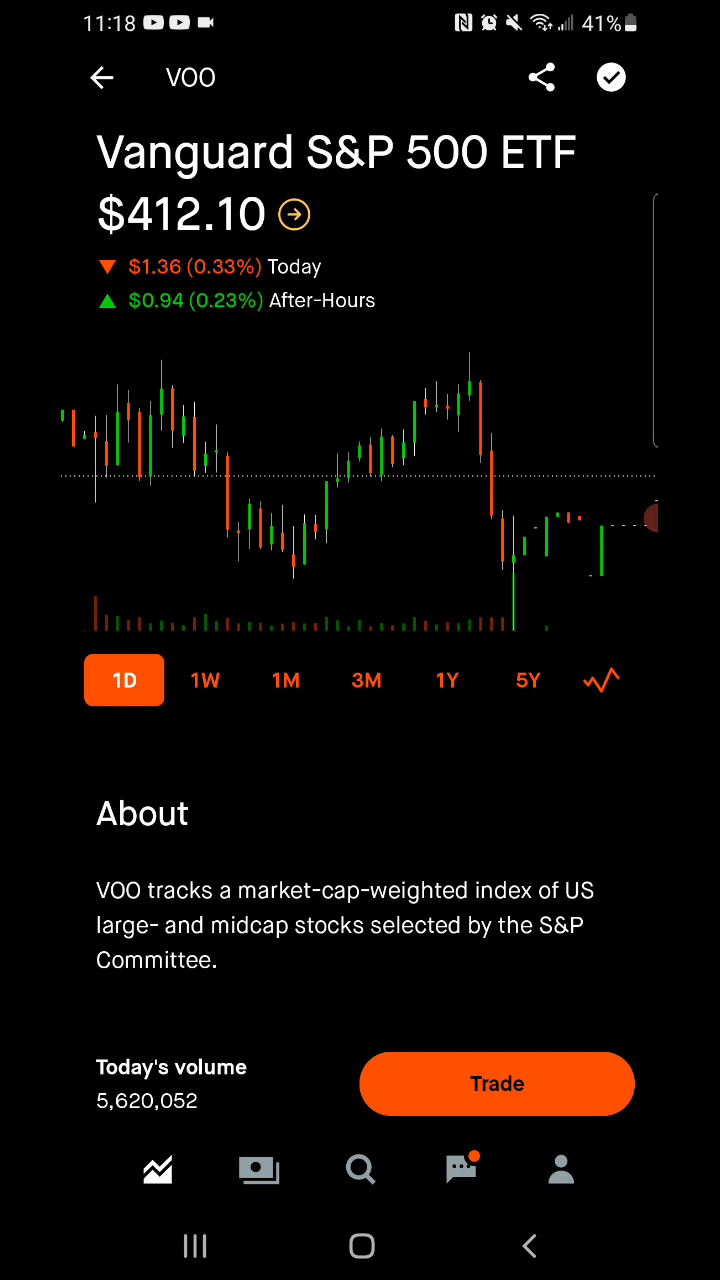 11:18 41%
VOO
Vanguard S&P 500 ETF
$412.10
$1.36 (0.33%) Today
$0.94 (0.23%) After-Hours
1D 1W 1M 3M 1Y 5Y
About
VOO tracks a market-cap-weighted index of US
large- and midcap stocks selected by the S&P
Committee.
Today's volume
5,620,052
Trade